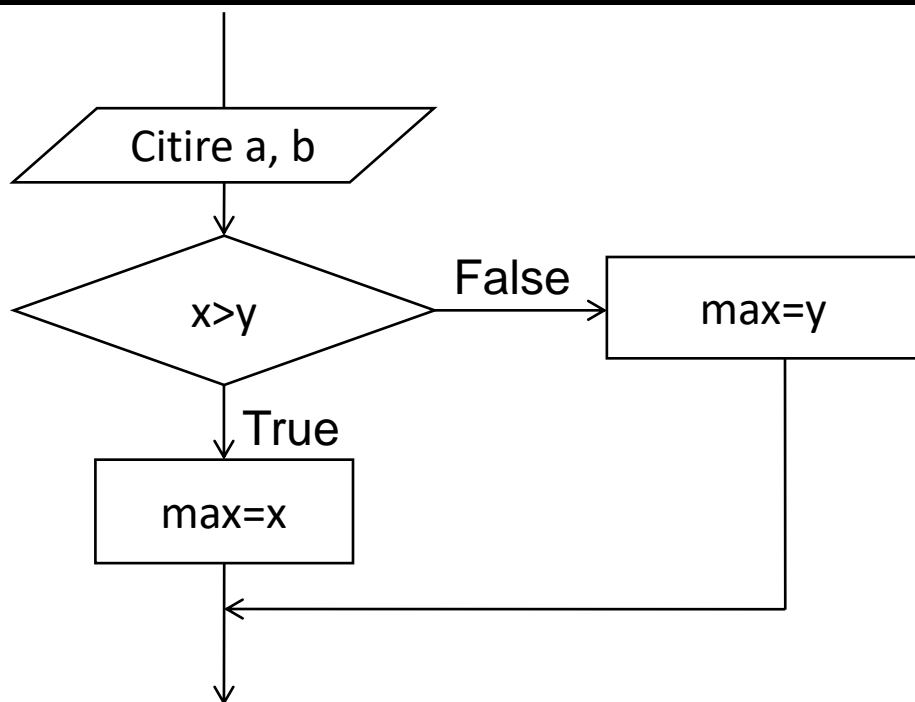 Citire a, b
x>y
False
max=y
True
max=x